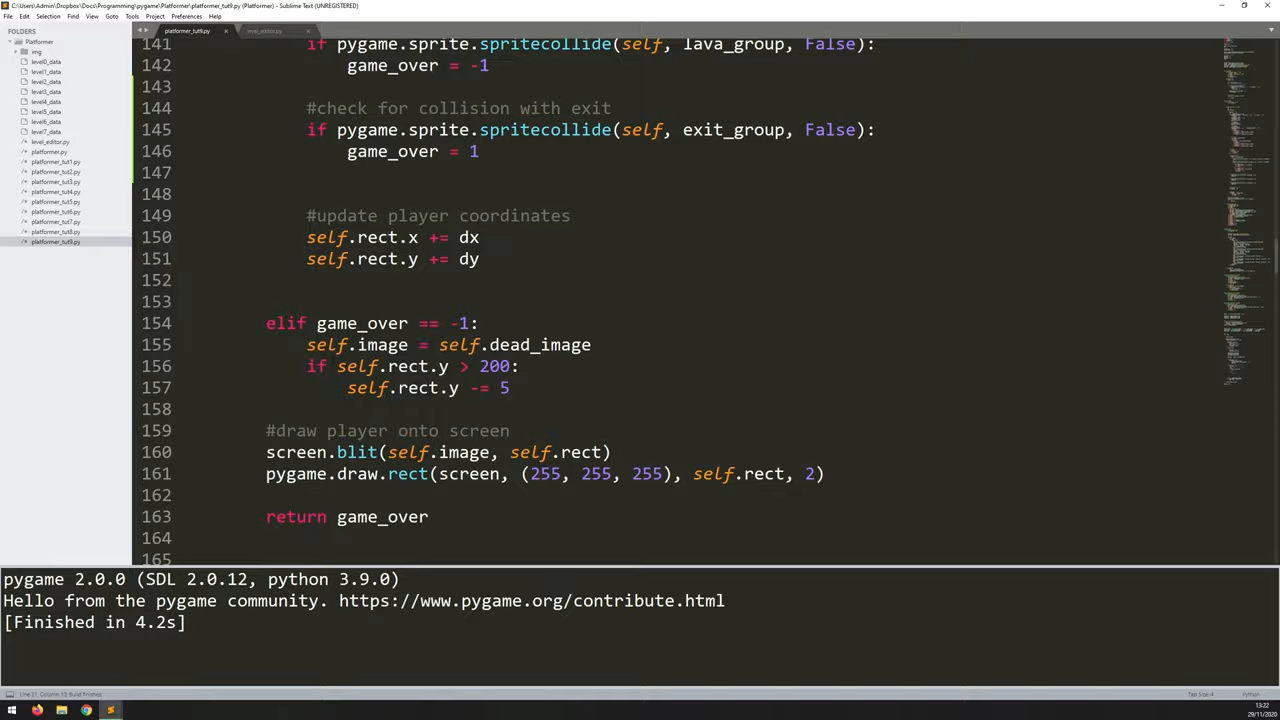 C:\Users\Admin\Dropbox\Docs\Programming\pygame\Platformer\platformer_tut9.py (Platformer) - Sublime Text (UNREGISTERED)
File Edit Selection Find View Goto Tools Project Preferences Help
FOLDERS
Platformer
img
level0_data
level1_data
level2_data
level3_data
level4_data
level5_data
level6_data
level7_data
level_editor.py
platformer.py
platformer_tut1.py
platformer_tut2.py
platformer_tut3.py
platformer_tut4.py
platformer_tut5.py
platformer_tut6.py
platformer_tut7.py
platformer_tut8.py
platformer_tut9.py
platformer_tut9.py level_editor.py
141 if pygame.sprite.spritecollide(self, lava_group, False):
142 game_over = -1
143
144 #check for collision with exit
145 if pygame.sprite.spritecollide(self, exit_group, False):
146 game_over = 1
147
148
149 #update player coordinates
150 self.rect.x += dx
151 self.rect.y += dy
152
153
154 elif game_over == -1:
155 self.image = self.dead_image
156 if self.rect.y > 200:
157 self.rect.y -= 5
158
159 #draw player onto screen
160 screen.blit(self.image, self.rect)
161 pygame.draw.rect(screen, (255, 255, 255), self.rect, 2)
162
163 return game_over
164
165
pygame 2.0.0 (SDL 2.0.12, python 3.9.0)
Hello from the pygame community. https://www.pygame.org/contribute.html
[Finished in 4.2s]
Tab Size: 4 Python
13:22
29/11/2020